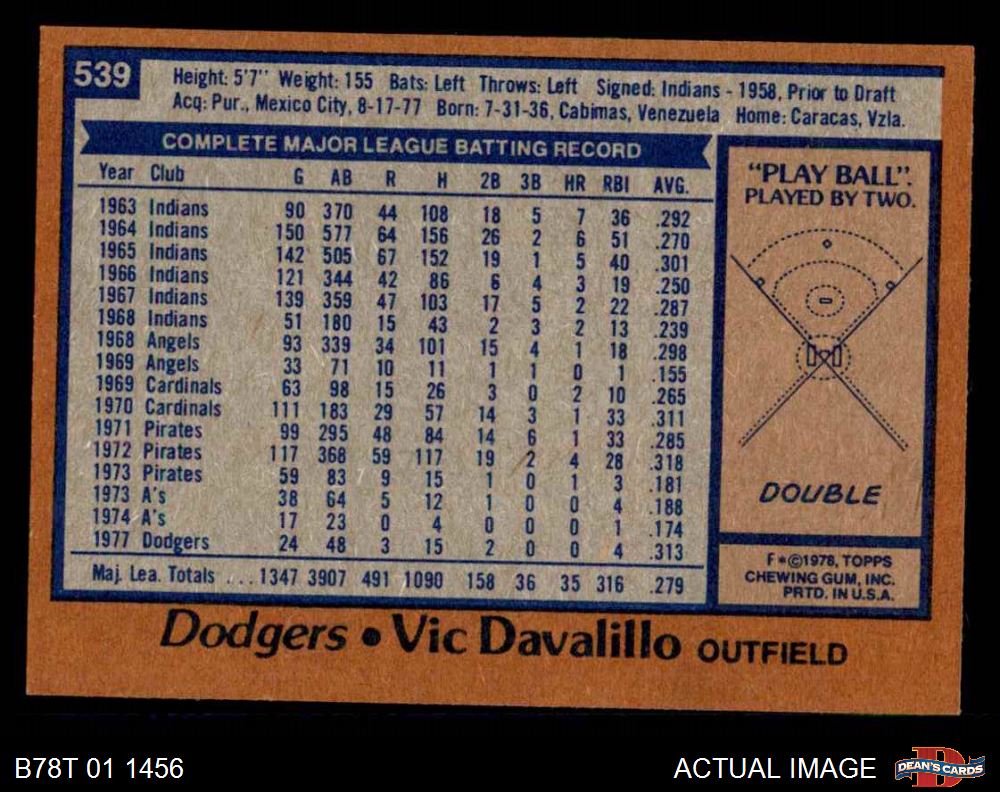 539
Height: 5'7" Weight: 155 Bats: Left Throws: Left Signed: Indians - 1958, Prior to Draft
Acq: Pur., Mexico City, 8-17-77 Born: 7-31-36, Cabimas, Venezuela Home: Caracas, Vzla.
COMPLETE MAJOR LEAGUE BATTING RECORD
Year Club G AB R H 2B 3B HR RBI AVG.
1963 Indians 90 370 44 108 18 5 7 36 .292
1964 Indians 150 577 64 156 26 2 6 51 .270
1965 Indians 142 505 67 152 19 1 5 40 .301
1966 Indians 121 344 42 86 6 4 3 19 .250
1967 Indians 139 359 47 103 17 5 2 22 .287
1968 Indians 51 180 15 43 2 3 2 13 .239
1968 Angels 93 339 34 101 15 4 1 18 .298
1969 Angels 33 71 10 11 1 1 0 1 .155
1969 Cardinals 63 98 15 26 3 0 2 10 .265
1970 Cardinals 111 183 29 57 14 3 1 33 .311
1971 Pirates 99 295 48 84 14 6 1 33 .285
1972 Pirates 117 368 59 117 19 2 4 28 .318
1973 Pirates 59 83 9 15 1 0 1 3 .181
1973 A's 38 64 5 12 1 0 0 4 .188
1974 A's 17 23 0 4 0 0 0 1 .174
1977 Dodgers 24 48 3 15 2 0 0 4 .313
Maj. Lea. Totals ... 1347 3907 491 1090 158 36 35 316 .279
"PLAY BALL".
PLAYED BY TWO.
DOUBLE
F*©1978, TOPPS
CHEWING GUM, INC.
PRTD. IN U.S.A.
Dodgers • Vic Davalillo OUTFIELD
B78T 01 1456
ACTUAL IMAGE
D
DEAN'S CARDS